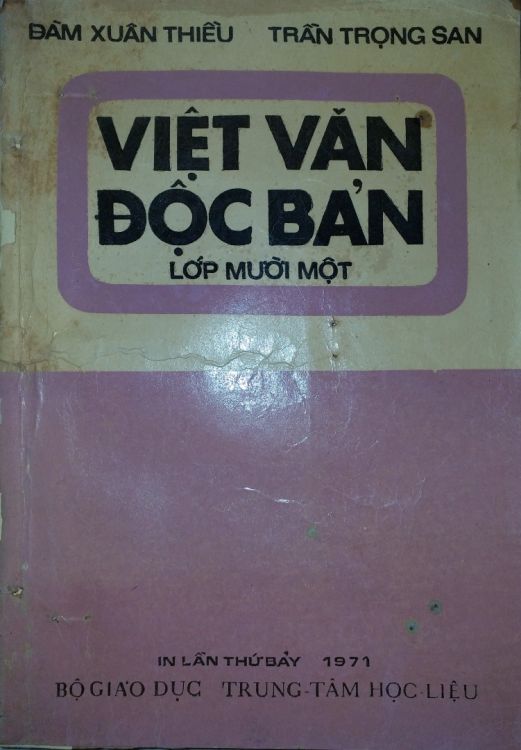 ĐÀM XUÂN THIỀU TRẦN TRỌNG SAN
VIỆT VĂN
ĐỘC BẢN
LỚP MƯỜI MỘT
IN LẦN THỨ BẢY 1971
BỘ GIÁO DỤC TRUNG-TÂM HỌC-LIỆU